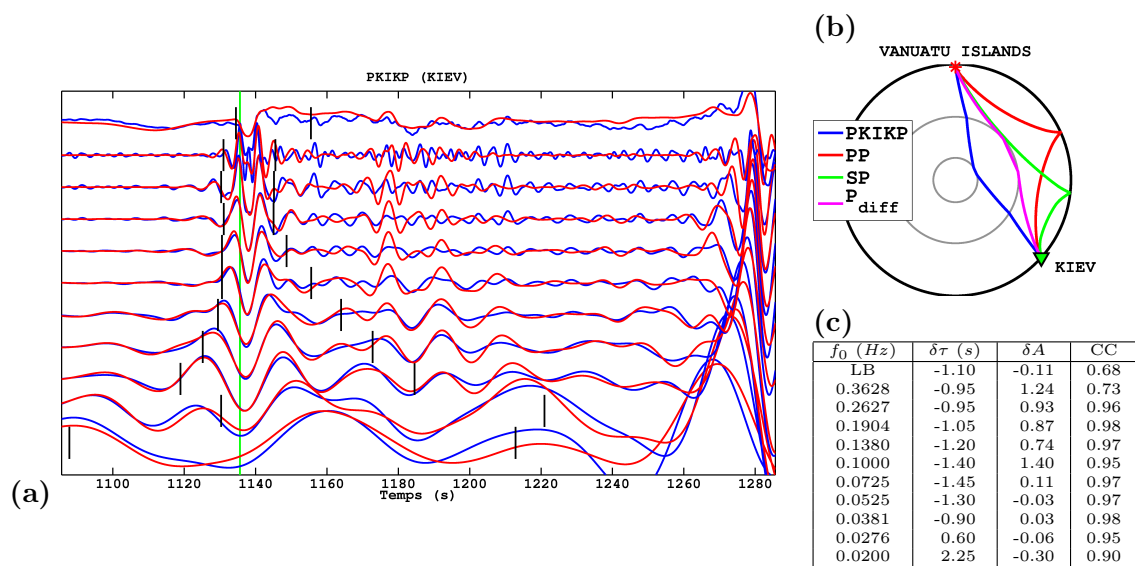 PKIKP (KIEV)
1100 1120 1140 1160 1180 1200 1220 1240 1260 1280
Temps (s)
(a)
(b)
VANUATU ISLANDS
PKIKP
PP
SP
P diff
KIEV
(c)
f₀ (Hz) δτ (s) δA CC
LB -1.10 -0.11 0.68
0.3628 -0.95 1.24 0.73
0.2627 -0.95 0.93 0.96
0.1904 -1.05 0.87 0.98
0.1380 -1.20 0.74 0.97
0.1000 -1.40 1.40 0.95
0.0725 -1.45 0.11 0.97
0.0525 -1.30 -0.03 0.97
0.0381 -0.90 0.03 0.98
0.0276 0.60 -0.06 0.95
0.0200 2.25 -0.30 0.90